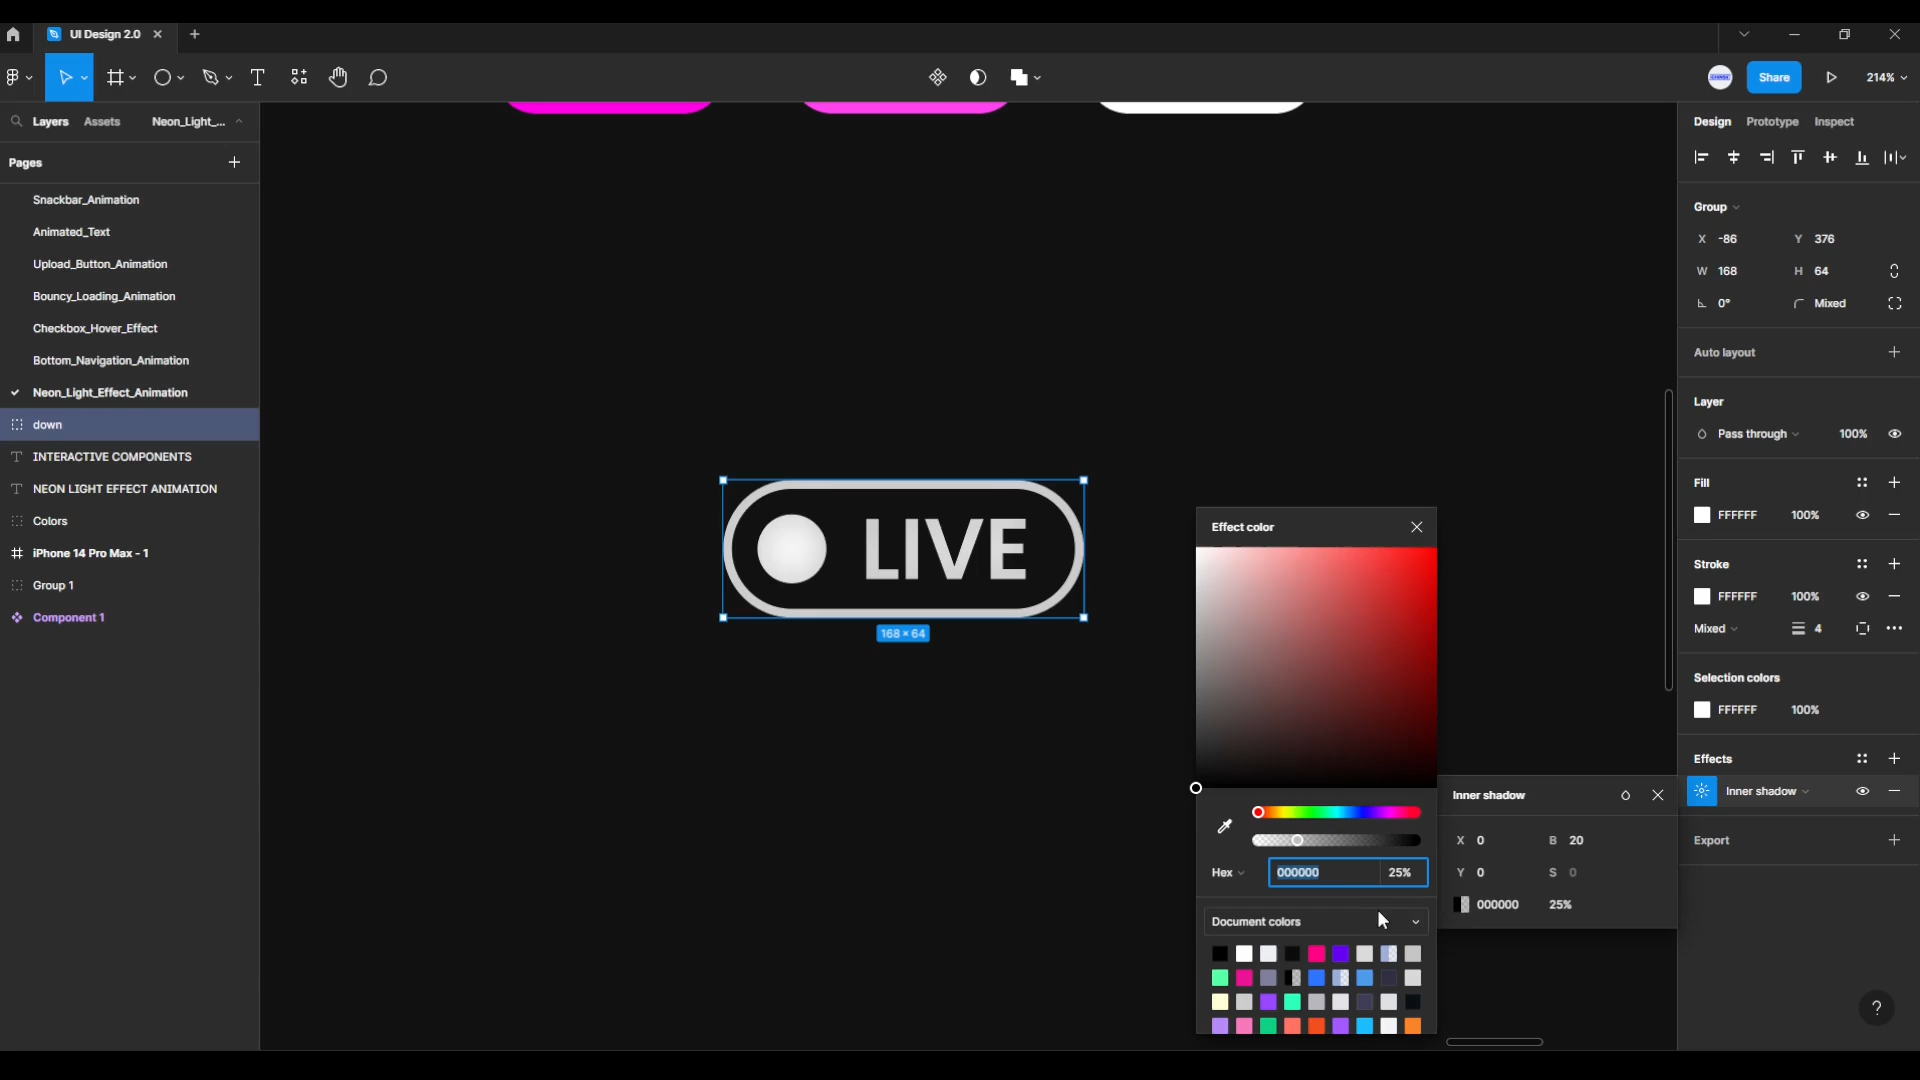 UI Design 2.0
Share
214%
Layers
Assets
Neon_Light_...
Design
Prototype
Inspect
Pages
Snackbar_Animation
Animated_Text
Upload_Button_Animation
Bouncy_Loading_Animation
Checkbox_Hover_Effect
Bottom_Navigation_Animation
Neon_Light_Effect_Animation
down
INTERACTIVE COMPONENTS
NEON LIGHT EFFECT ANIMATION
Colors
iPhone 14 Pro Max - 1
Group 1
Component 1
LIVE
168 × 64
Effect color
Hex
000000
25%
Document colors
Inner shadow
X 0
B 20
Y 0
S 0
000000
25%
Group
X -86
Y 376
W 168
H 64
0°
Mixed
Auto layout
Layer
Pass through
100%
Fill
FFFFFF
100%
Stroke
FFFFFF
100%
Mixed
4
Selection colors
FFFFFF
100%
Effects
Inner shadow
Export
?